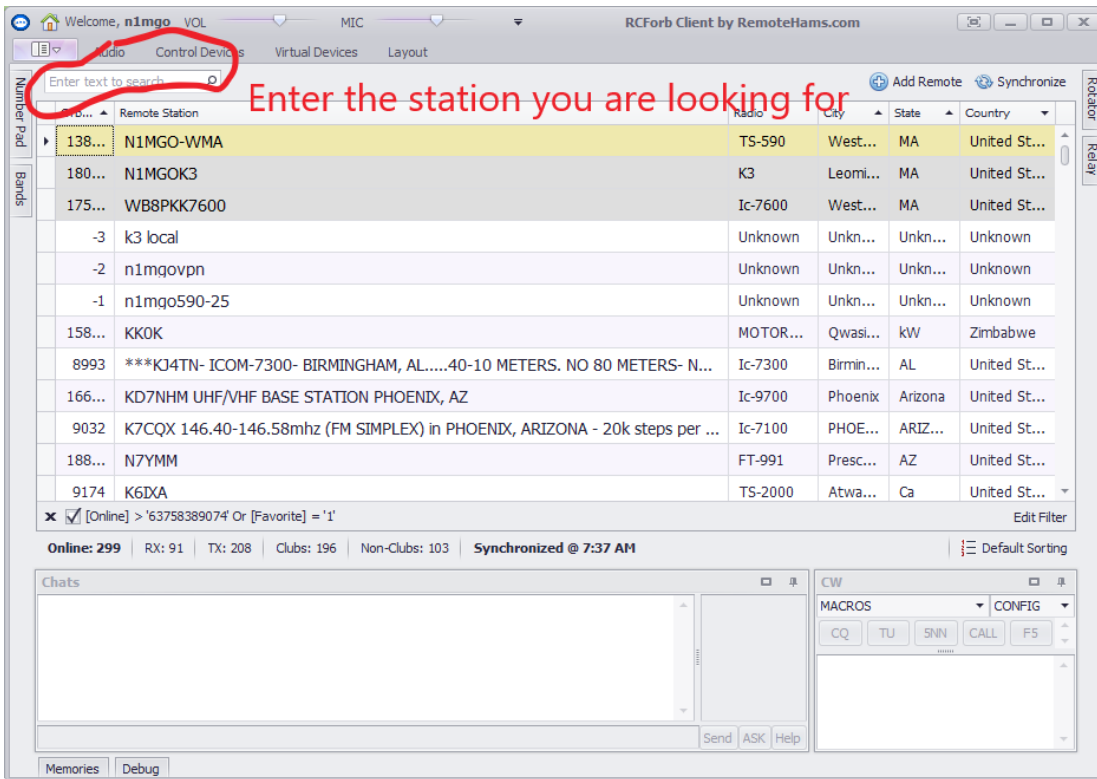 Welcome, n1mgo VOL MIC RCForb Client by RemoteHams.com
Audio Control Devices Virtual Devices Layout
Enter text to search...
Enter the station you are looking for
Add Remote Synchronize
Number Pad
Bands
Rotator
Relay
Remote Station Radio City State Country
138... N1MGO-WMA TS-590 West... MA United St...
180... N1MGOK3 K3 Leomi... MA United St...
175... WB8PKK7600 Ic-7600 West... MA United St...
-3 k3 local Unknown Unkn... Unkn... Unknown
-2 n1mgovpn Unknown Unkn... Unkn... Unknown
-1 n1mgo590-25 Unknown Unkn... Unkn... Unknown
158... KK0K MOTOR... Qwasi... kW Zimbabwe
8993 ***KJ4TN- ICOM-7300- BIRMINGHAM, AL.....40-10 METERS. NO 80 METERS- N... Ic-7300 Birmin... AL United St...
166... KD7NHM UHF/VHF BASE STATION PHOENIX, AZ Ic-9700 Phoenix Arizona United St...
9032 K7CQX 146.40-146.58mhz (FM SIMPLEX) in PHOENIX, ARIZONA - 20k steps per ... Ic-7100 PHOE... ARIZ... United St...
188... N7YMM FT-991 Presc... AZ United St...
9174 K6IXA TS-2000 Atwa... Ca United St...
[Online] > '63758389074' Or [Favorite] = '1' Edit Filter
Online: 299 RX: 91 TX: 208 Clubs: 196 Non-Clubs: 103 Synchronized @ 7:37 AM Default Sorting
Chats
CW
MACROS CONFIG
CQ TU 5NN CALL F5
Send ASK Help
Memories Debug